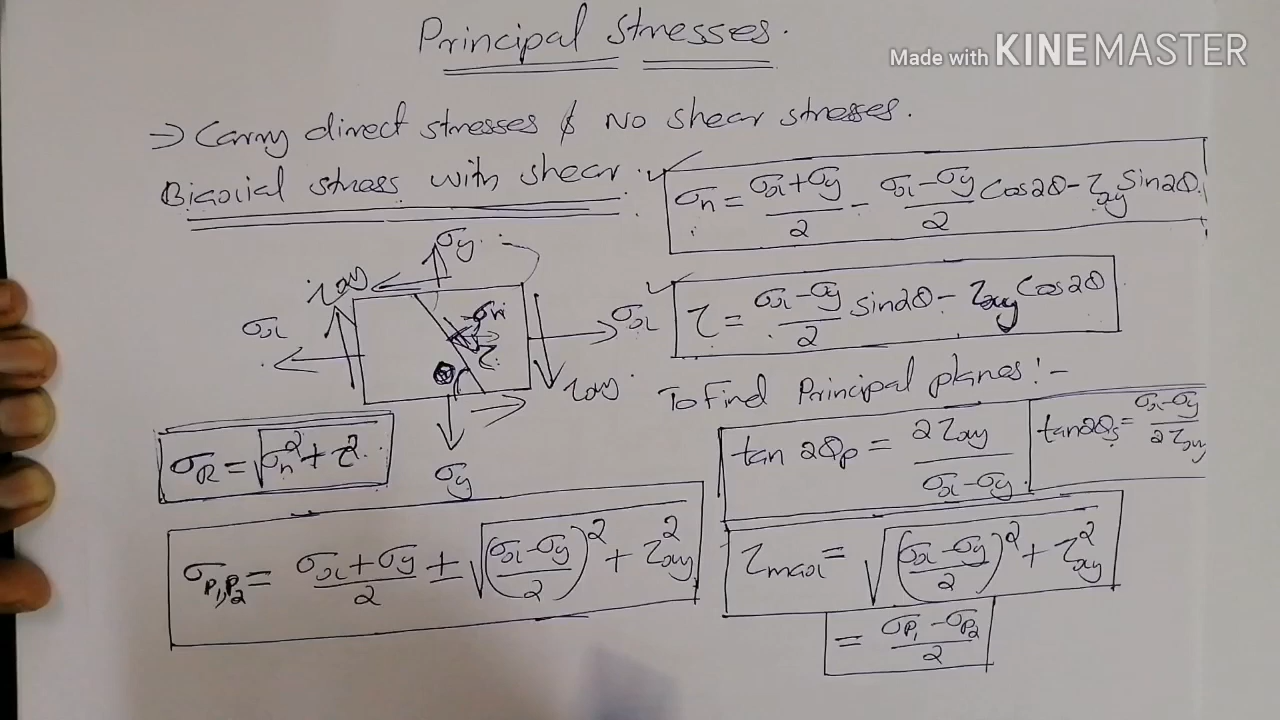 Principal stresses.
Made with KINEMASTER
→ Carry direct stresses & No shear stresses.
Biaxial stress with shear :
σn = (σx + σy)/2 - (σx - σy)/2 Cos2θ - τxy Sin2θ.
τ = (σx - σy)/2 sin2θ - τxy Cos2θ
σy
τxy
σx
σn
τ
θ
σx
τxy
σy
To Find Principal planes :-
tan 2θp = 2τxy/(σx - σy)
tan2θs = (σx - σy)/2τxy
σR = √(σn² + τ²)
σP1,P2 = (σx + σy)/2 ± √(((σx - σy)/2)² + τxy²)
τmax = √(((σx - σy)/2)² + τxy²)
= (σP1 - σP2)/2